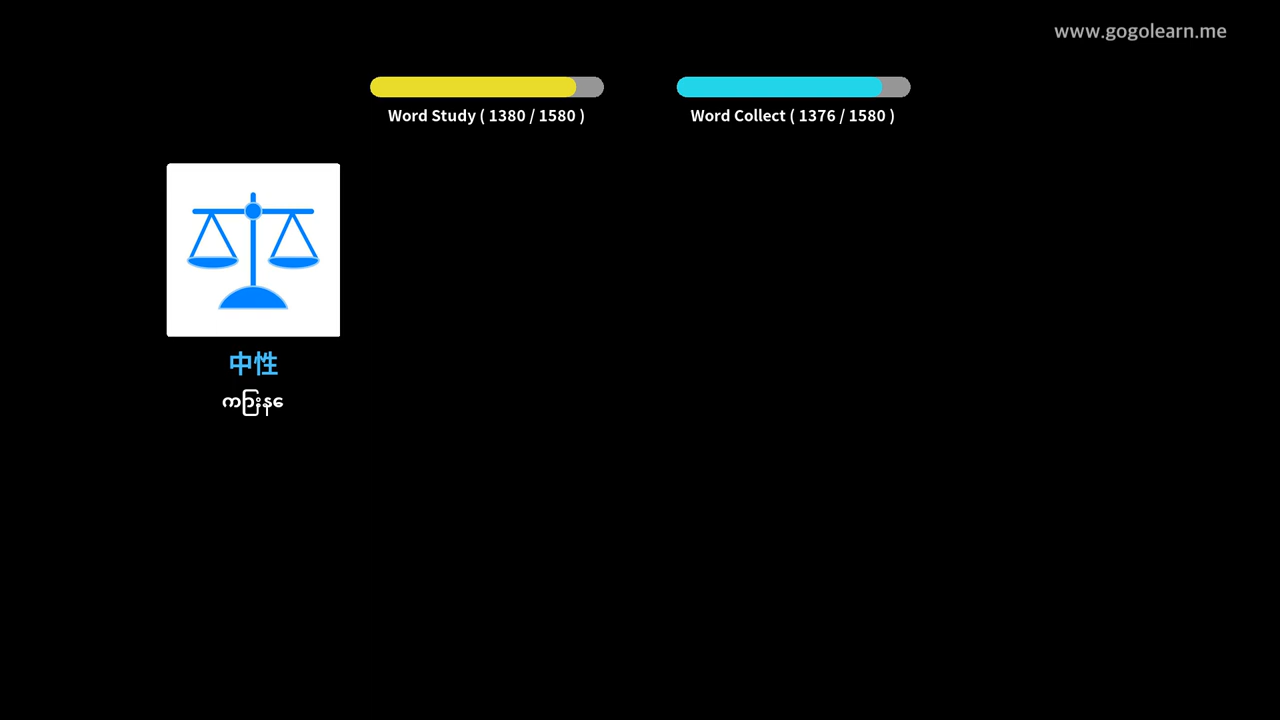 www.gogolearn.me
Word Study ( 1380 / 1580 )
Word Collect ( 1376 / 1580 )
中性
ကြားနေ